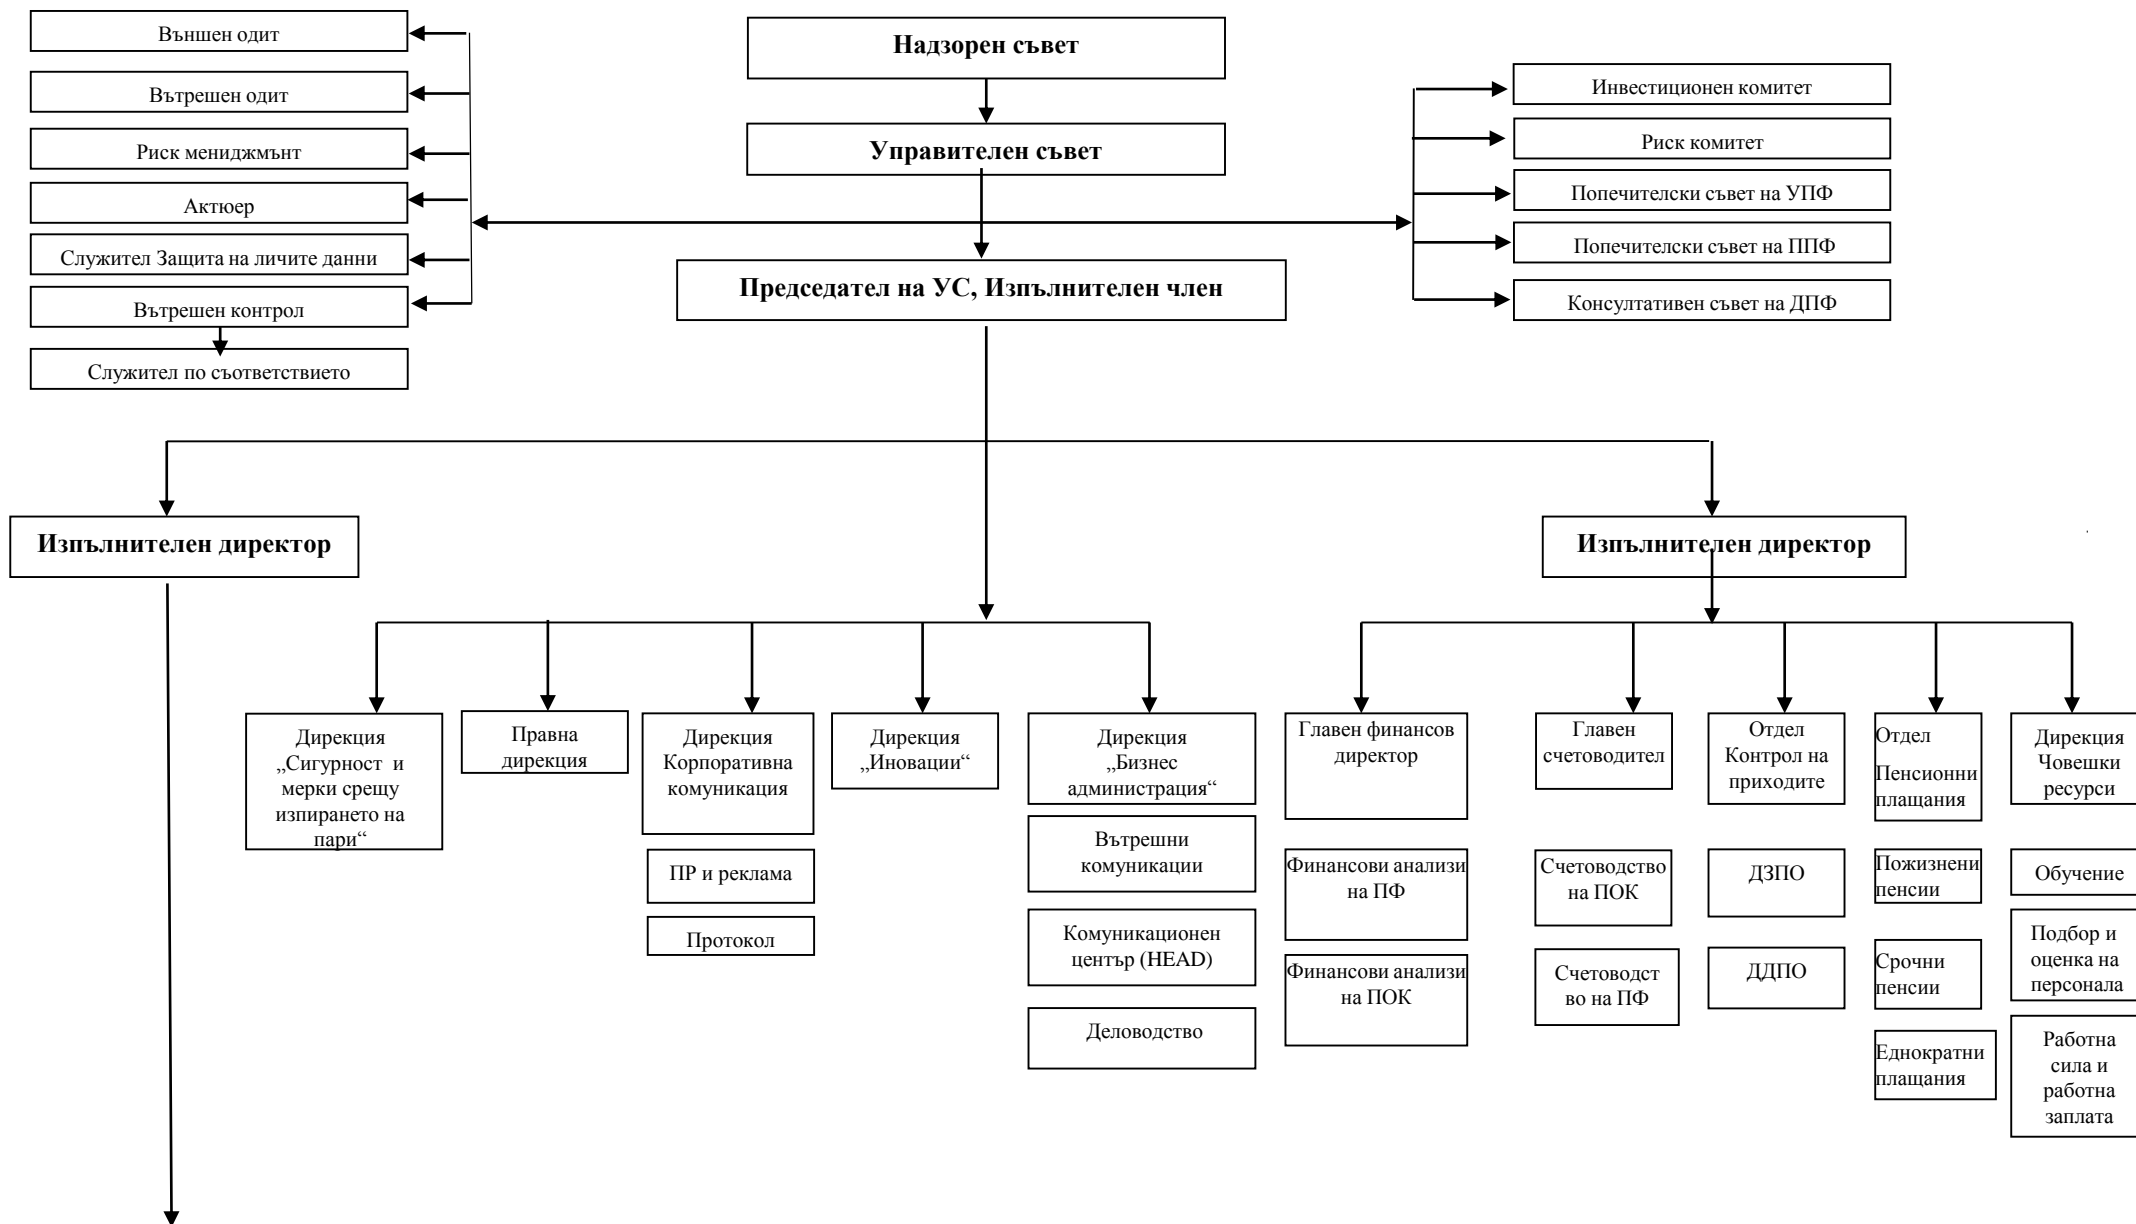 Външен одит
Вътрешен одит
Риск мениджмънт
Актюер
Служител Защита на личите данни
Вътрешен контрол
Служител по съответствието
Надзорен съвет
Управителен съвет
Председател на УС, Изпълнителен член
Инвестиционен комитет
Риск комитет
Попечителски съвет на УПФ
Попечителски съвет на ППФ
Консултативен съвет на ДПФ
Изпълнителен директор
Изпълнителен директор
Дирекция
„Сигурност и
мерки срещу
изпирането на
пари“
Правна
дирекция
Дирекция
Корпоративна
комуникация
ПР и реклама
Протокол
Дирекция
„Иновации“
Дирекция
„Бизнес
администрация“
Вътрешни
комуникации
Комуникационен
център (HEAD)
Деловодство
Главен финансов
директор
Финансови анализи
на ПФ
Финансови анализи
на ПОК
Главен
счетоводител
Счетоводство
на ПОК
Счетоводст
во на ПФ
Отдел
Контрол на
приходите
ДЗПО
ДДПО
Отдел
Пенсионни
плащания
Пожизнени
пенсии
Срочни
пенсии
Еднократни
плащания
Дирекция
Човешки
ресурси
Обучение
Подбор и
оценка на
персонала
Работна
сила и
работна
заплата